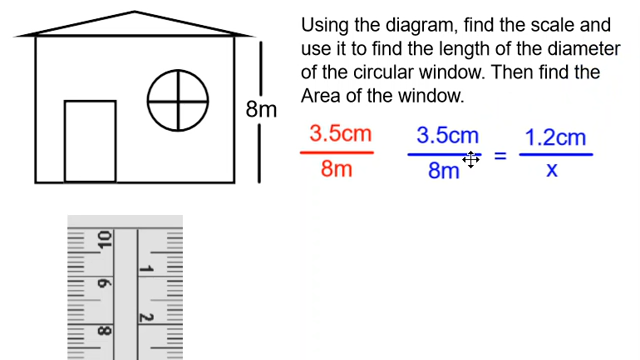 Using the diagram, find the scale and
use it to find the length of the diameter
of the circular window. Then find the
Area of the window.
8m
3.5cm
8m
3.5cm
8m
=
1.2cm
x
10
9
8
1
2